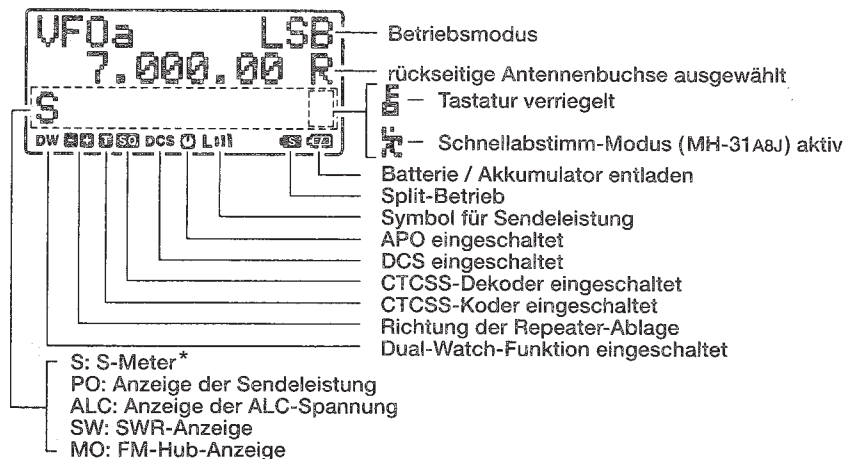 VFOa LSB
7.000.00 R
S
DW - + T SQ DCS L S
Betriebsmodus
rückseitige Antennenbuchse ausgewählt
Tastatur verriegelt
Schnellabstimm-Modus (MH-31A8J) aktiv
Batterie / Akkumulator entladen
Split-Betrieb
Symbol für Sendeleistung
APO eingeschaltet
DCS eingeschaltet
CTCSS-Dekoder eingeschaltet
CTCSS-Koder eingeschaltet
Richtung der Repeater-Ablage
Dual-Watch-Funktion eingeschaltet
S: S-Meter*
PO: Anzeige der Sendeleistung
ALC: Anzeige der ALC-Spannung
SW: SWR-Anzeige
MO: FM-Hub-Anzeige